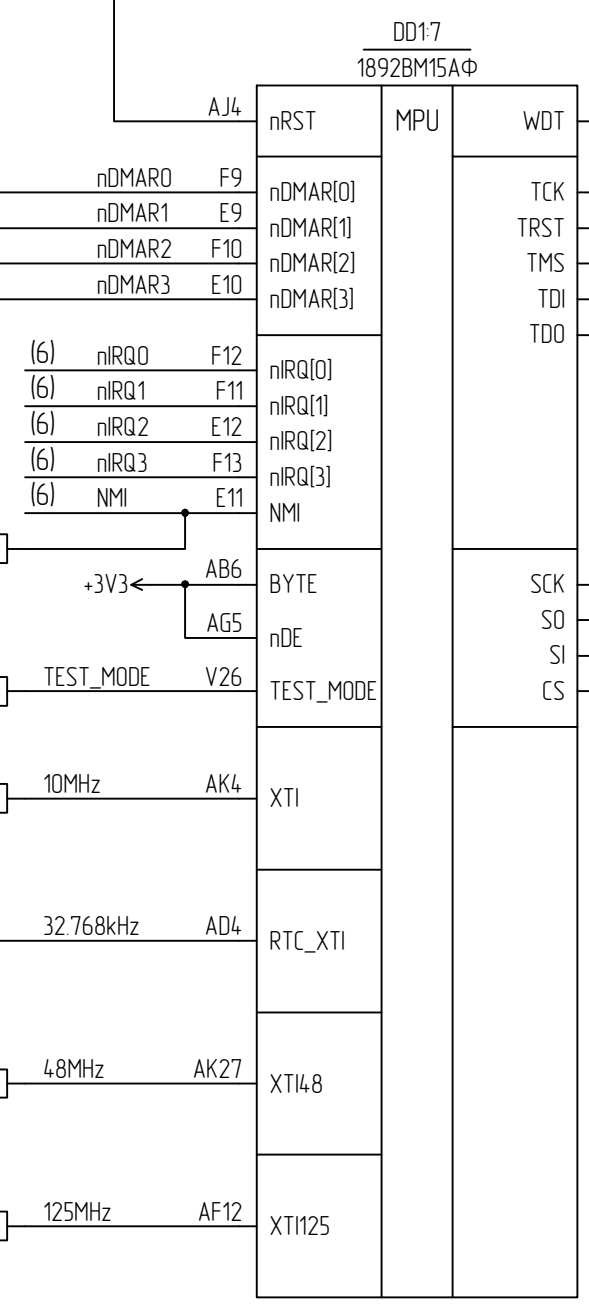 DD1:7
1892ВМ15АФ
AJ4 nRST MPU WDT
nDMAR0 F9 nDMAR[0] TCK
nDMAR1 E9 nDMAR[1] TRST
nDMAR2 F10 nDMAR[2] TMS
nDMAR3 E10 nDMAR[3] TDI
TDO
(6) nIRQ0 F12 nIRQ[0]
(6) nIRQ1 F11 nIRQ[1]
(6) nIRQ2 E12 nIRQ[2]
(6) nIRQ3 F13 nIRQ[3]
(6) NMI E11 NMI
+3V3 AB6 BYTE SCK
SO
AG5 nDE
SI
TEST_MODE V26 TEST_MODE CS
10MHz AK4 XTI
32.768kHz AD4 RTC_XTI
48MHz AK27 XTI48
125MHz AF12 XTI125